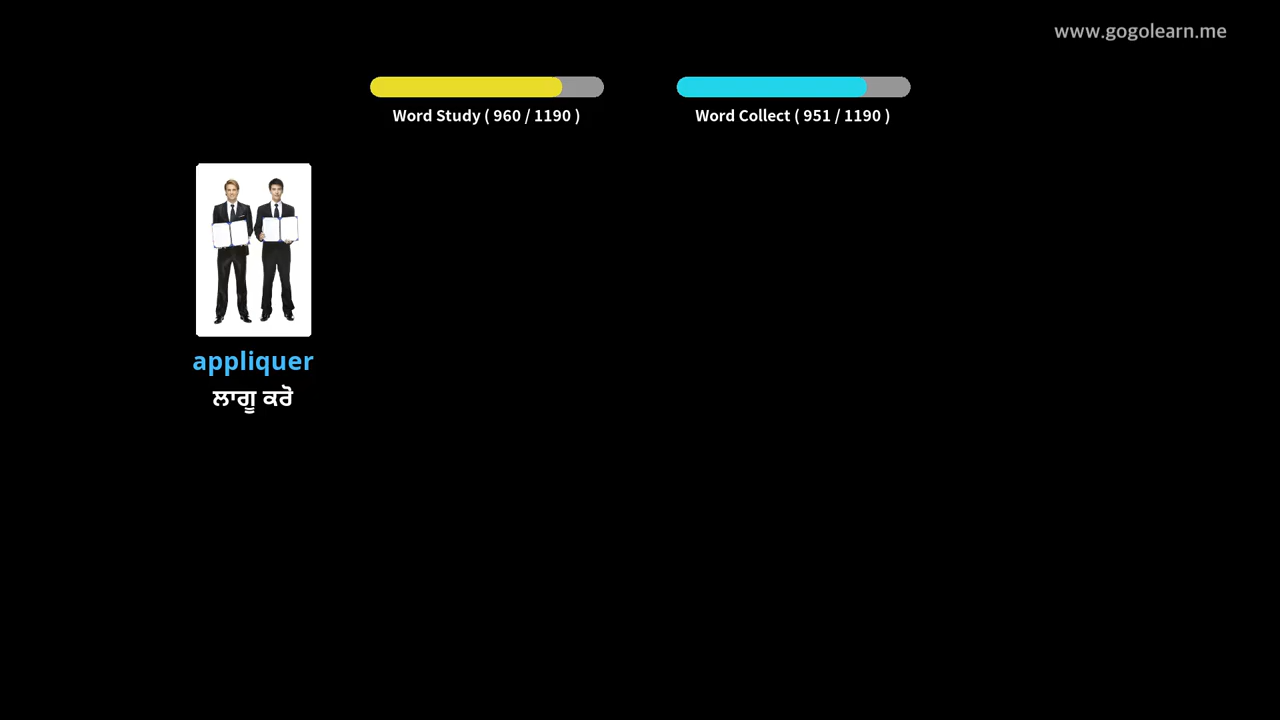 www.gogolearn.me
Word Study ( 960 / 1190 )
Word Collect ( 951 / 1190 )
appliquer
ਲਾਗੂ ਕਰੋ